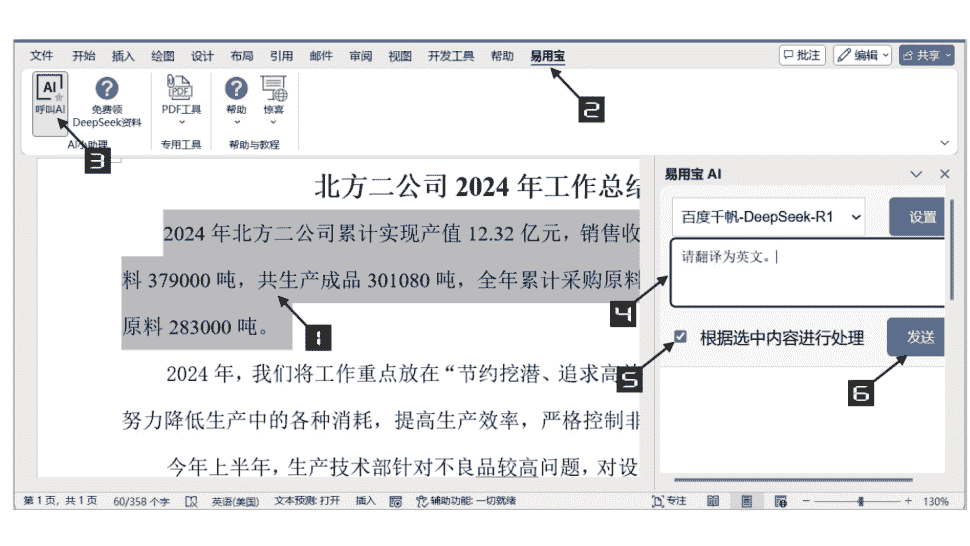 文件 开始 插入 绘图 设计 布局 引用 邮件 审阅 视图 开发工具 帮助 易用宝 批注 编辑 共享
AI
呼叫AI
免费领
DeepSeek资料
PDF
PDF工具
帮助
惊喜
2
AI小助理 专用工具 帮助与教程
3
北方二公司 2024 年工作总结
2024 年北方二公司累计实现产值 12.32 亿元，销售收
料 379000 吨，共生产成品 301080 吨，全年累计采购原料
原料 283000 吨。
1
2024 年，我们将工作重点放在“节约挖潜、追求高
努力降低生产中的各种消耗，提高生产效率，严格控制非
今年上半年，生产技术部针对不良品较高问题，对设
易用宝 AI
百度千帆-DeepSeek-R1
设置
请翻译为英文。
4
根据选中内容进行处理
发送
5
6
第1页，共1页 60/358 个字 英语(美国) 文本预测: 打开 插入 辅助功能: 一切就绪 专注 130%